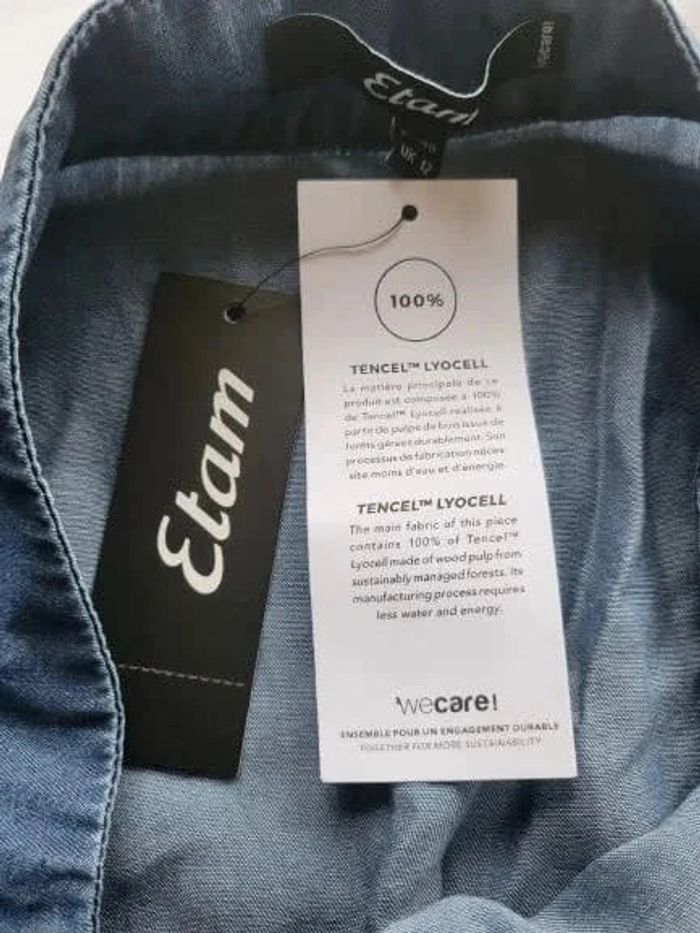 wecare!
Etam
UK 12
Etam
100%
TENCEL™ LYOCELL
La matière principale de ce
produit est composée à 100%
de Tencel™ Lyocell réalisée à
partir de pulpe de bois issue de
forêts gérées durablement. Son
processus de fabrication néces
site moins d'eau et d'énergie.
TENCEL™ LYOCELL
The main fabric of this piece
contains 100% of Tencel™
Lyocell made of wood pulp from
sustainably managed forests. Its
manufacturing process requires
less water and energy.
'wecare!
ENSEMBLE POUR UN ENGAGEMENT DURABLE
TOGETHER FOR MORE SUSTAINABILITY